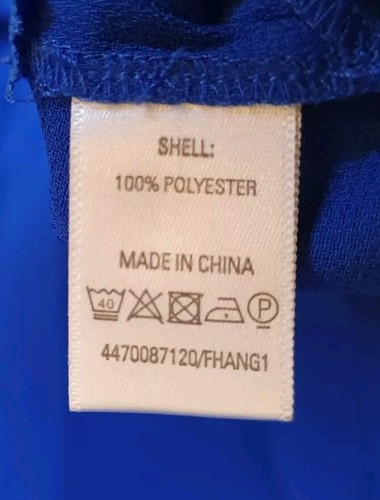 SHELL:
100% POLYESTER
MADE IN CHINA
40 P
4470087120/FHANG1